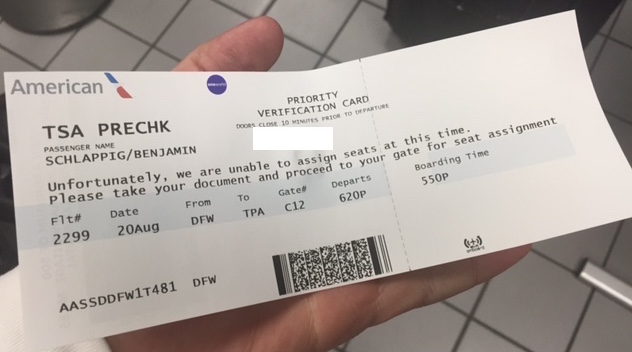 American
PRIORITY
VERIFICATION CARD
DOORS CLOSE 10 MINUTES PRIOR TO DEPARTURE
TSA PRECHK
PASSENGER NAME
SCHLAPPIG/BENJAMIN
Unfortunately, we are unable to assign seats at this time.
Please take your document and proceed to your gate for seat assignment
Flt# Date From To Gate# Departs Boarding Time
2299 20Aug DFW TPA C12 620P 550P
AASSDDFW1T481 DFW